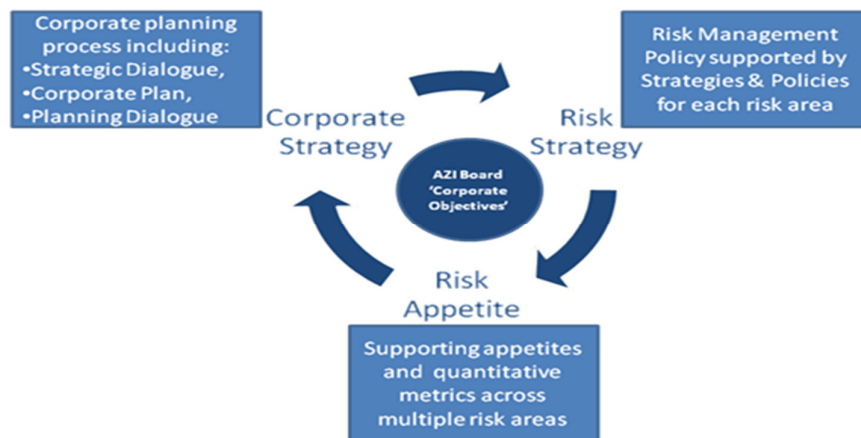 Corporate planning
process including:
•Strategic Dialogue,
•Corporate Plan,
•Planning Dialogue
Risk Management
Policy supported by
Strategies & Policies
for each risk area
Corporate
Strategy
Risk
Strategy
AZI Board
‘Corporate
Objectives’
Risk
Appetite
Supporting appetites
and quantitative
metrics across
multiple risk areas